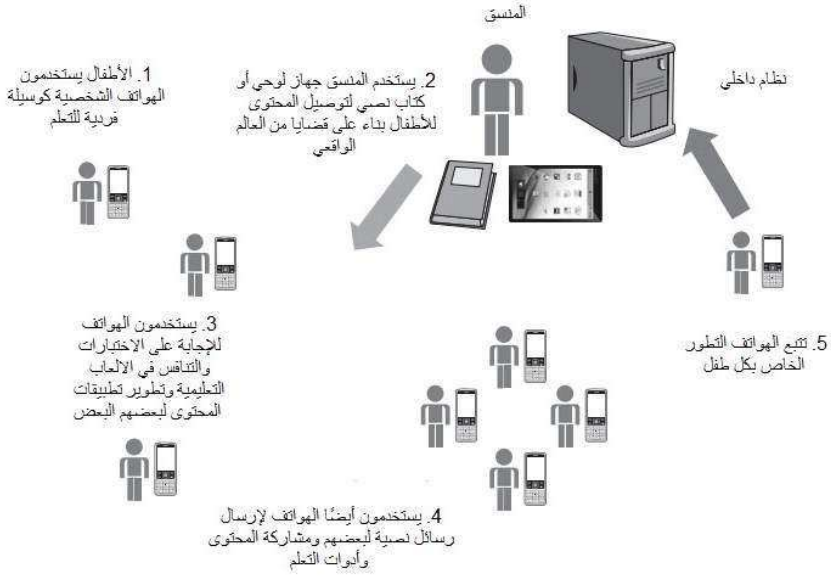 المنسق
نظام داخلي
1. الأطفال يستخدمون
الهواتف الشخصية كوسيلة
فردية للتعلم
2. يستخدم المنسق جهاز لوحي أو
كتاب نصي لتوصيل المحتوى
للأطفال بناء على قضايا من العالم
الواقعي
3. يستخدمون الهواتف
للإجابة على الاختبارات
والتنافس في الالعاب
التعليمية وتطوير تطبيقات
المحتوى لبعضهم البعض
4. يستخدمون أيضًا الهواتف لإرسال
رسائل نصية لبعضهم ومشاركة المحتوى
وأدوات التعلم
5. تتبع الهواتف التطور
الخاص بكل طفل